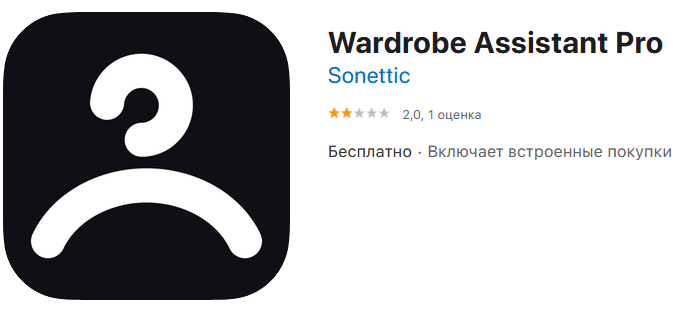 Wardrobe Assistant Pro
Sonettic
2,0, 1 оценка
Бесплатно · Включает встроенные покупки